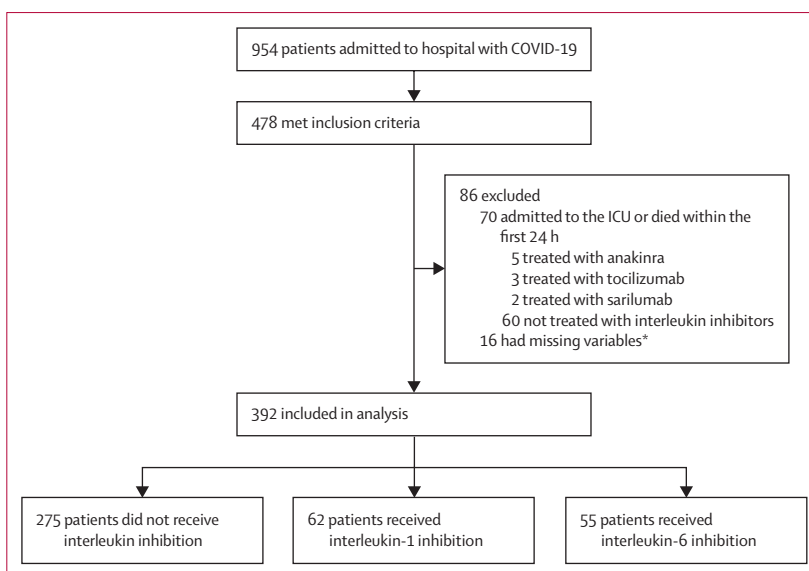 954 patients admitted to hospital with COVID-19
478 met inclusion criteria
86 excluded
70 admitted to the ICU or died within the
first 24 h
5 treated with anakinra
3 treated with tocilizumab
2 treated with sarilumab
60 not treated with interleukin inhibitors
16 had missing variables*
392 included in analysis
275 patients did not receive
interleukin inhibition
62 patients received
interleukin-1 inhibition
55 patients received
interleukin-6 inhibition